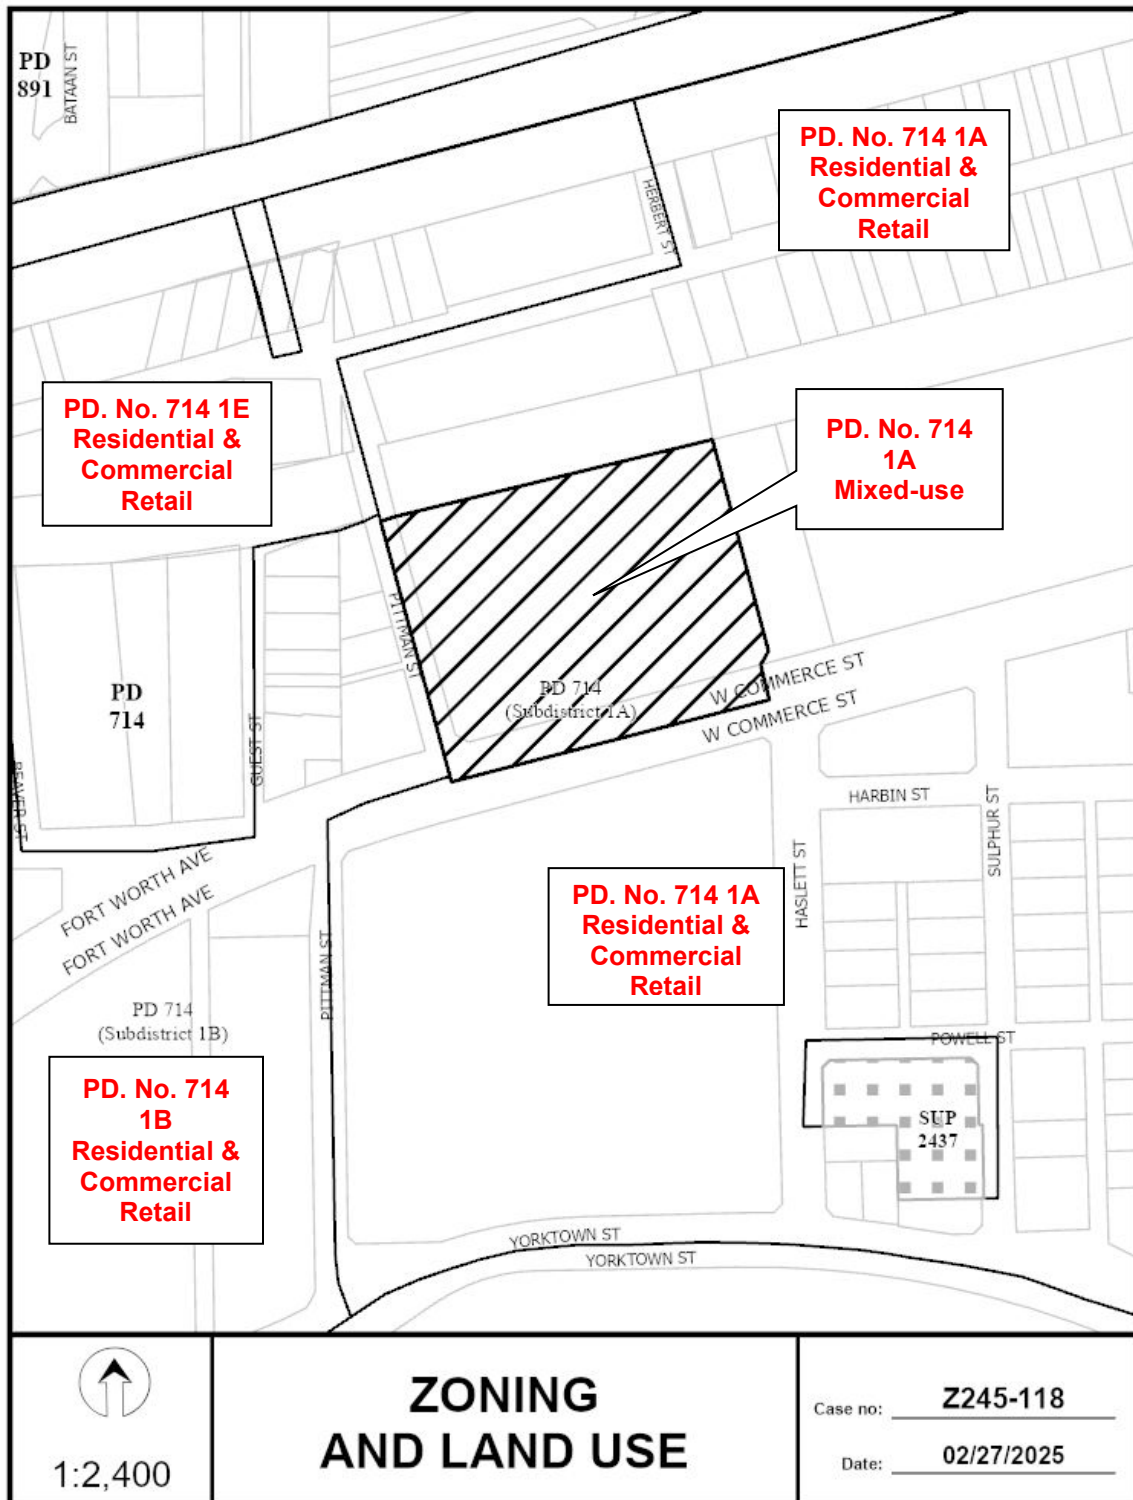 PD
891
BATAAN ST
PD. No. 714 1A
Residential &
Commercial
Retail
HERBERT ST
PD. No. 714 1E
Residential &
Commercial
Retail
PD. No. 714
1A
Mixed-use
PITTMAN ST
PD
714
PD 714
(Subdistrict 1A)
W COMMERCE ST
W COMMERCE ST
GUEST ST
BEAVER ST
HARBIN ST
SULPHUR ST
HASLETT ST
FORT WORTH AVE
FORT WORTH AVE
PD. No. 714 1A
Residential &
Commercial
Retail
PITTMAN ST
PD 714
(Subdistrict 1B)
POWELL ST
PD. No. 714
1B
Residential &
Commercial
Retail
SUP
2437
YORKTOWN ST
YORKTOWN ST
1:2,400
ZONING
AND LAND USE
Case no: Z245-118
Date: 02/27/2025